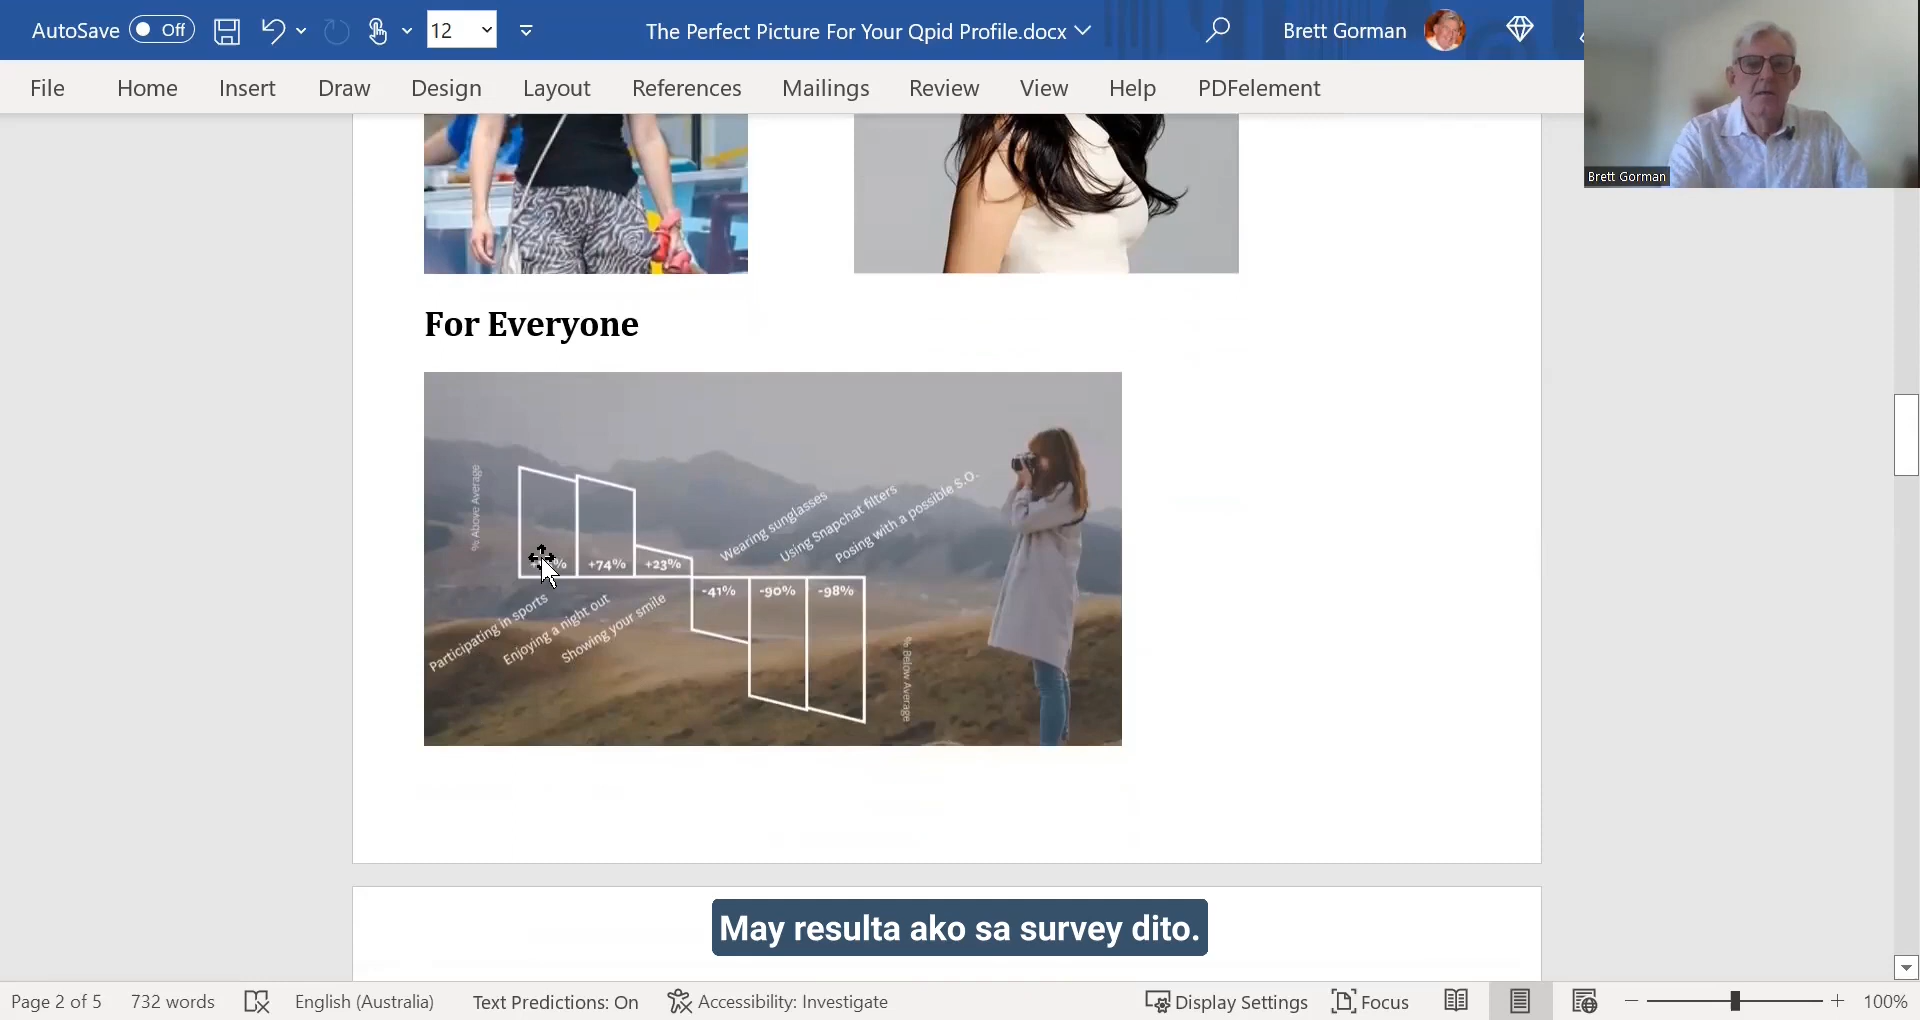 AutoSave Off 12 The Perfect Picture For Your Qpid Profile.docx Brett Gorman
File Home Insert Draw Design Layout References Mailings Review View Help PDFelement
Brett Gorman
For Everyone
% Above Average
+74% +23%
-41% -90% -98%
Participating in sports
Enjoying a night out
Showing your smile
Wearing sunglasses
Using Snapchat filters
Posing with a possible S.O.
% Below Average
May resulta ako sa survey dito.
Page 2 of 5 732 words English (Australia) Text Predictions: On Accessibility: Investigate Display Settings Focus 100%